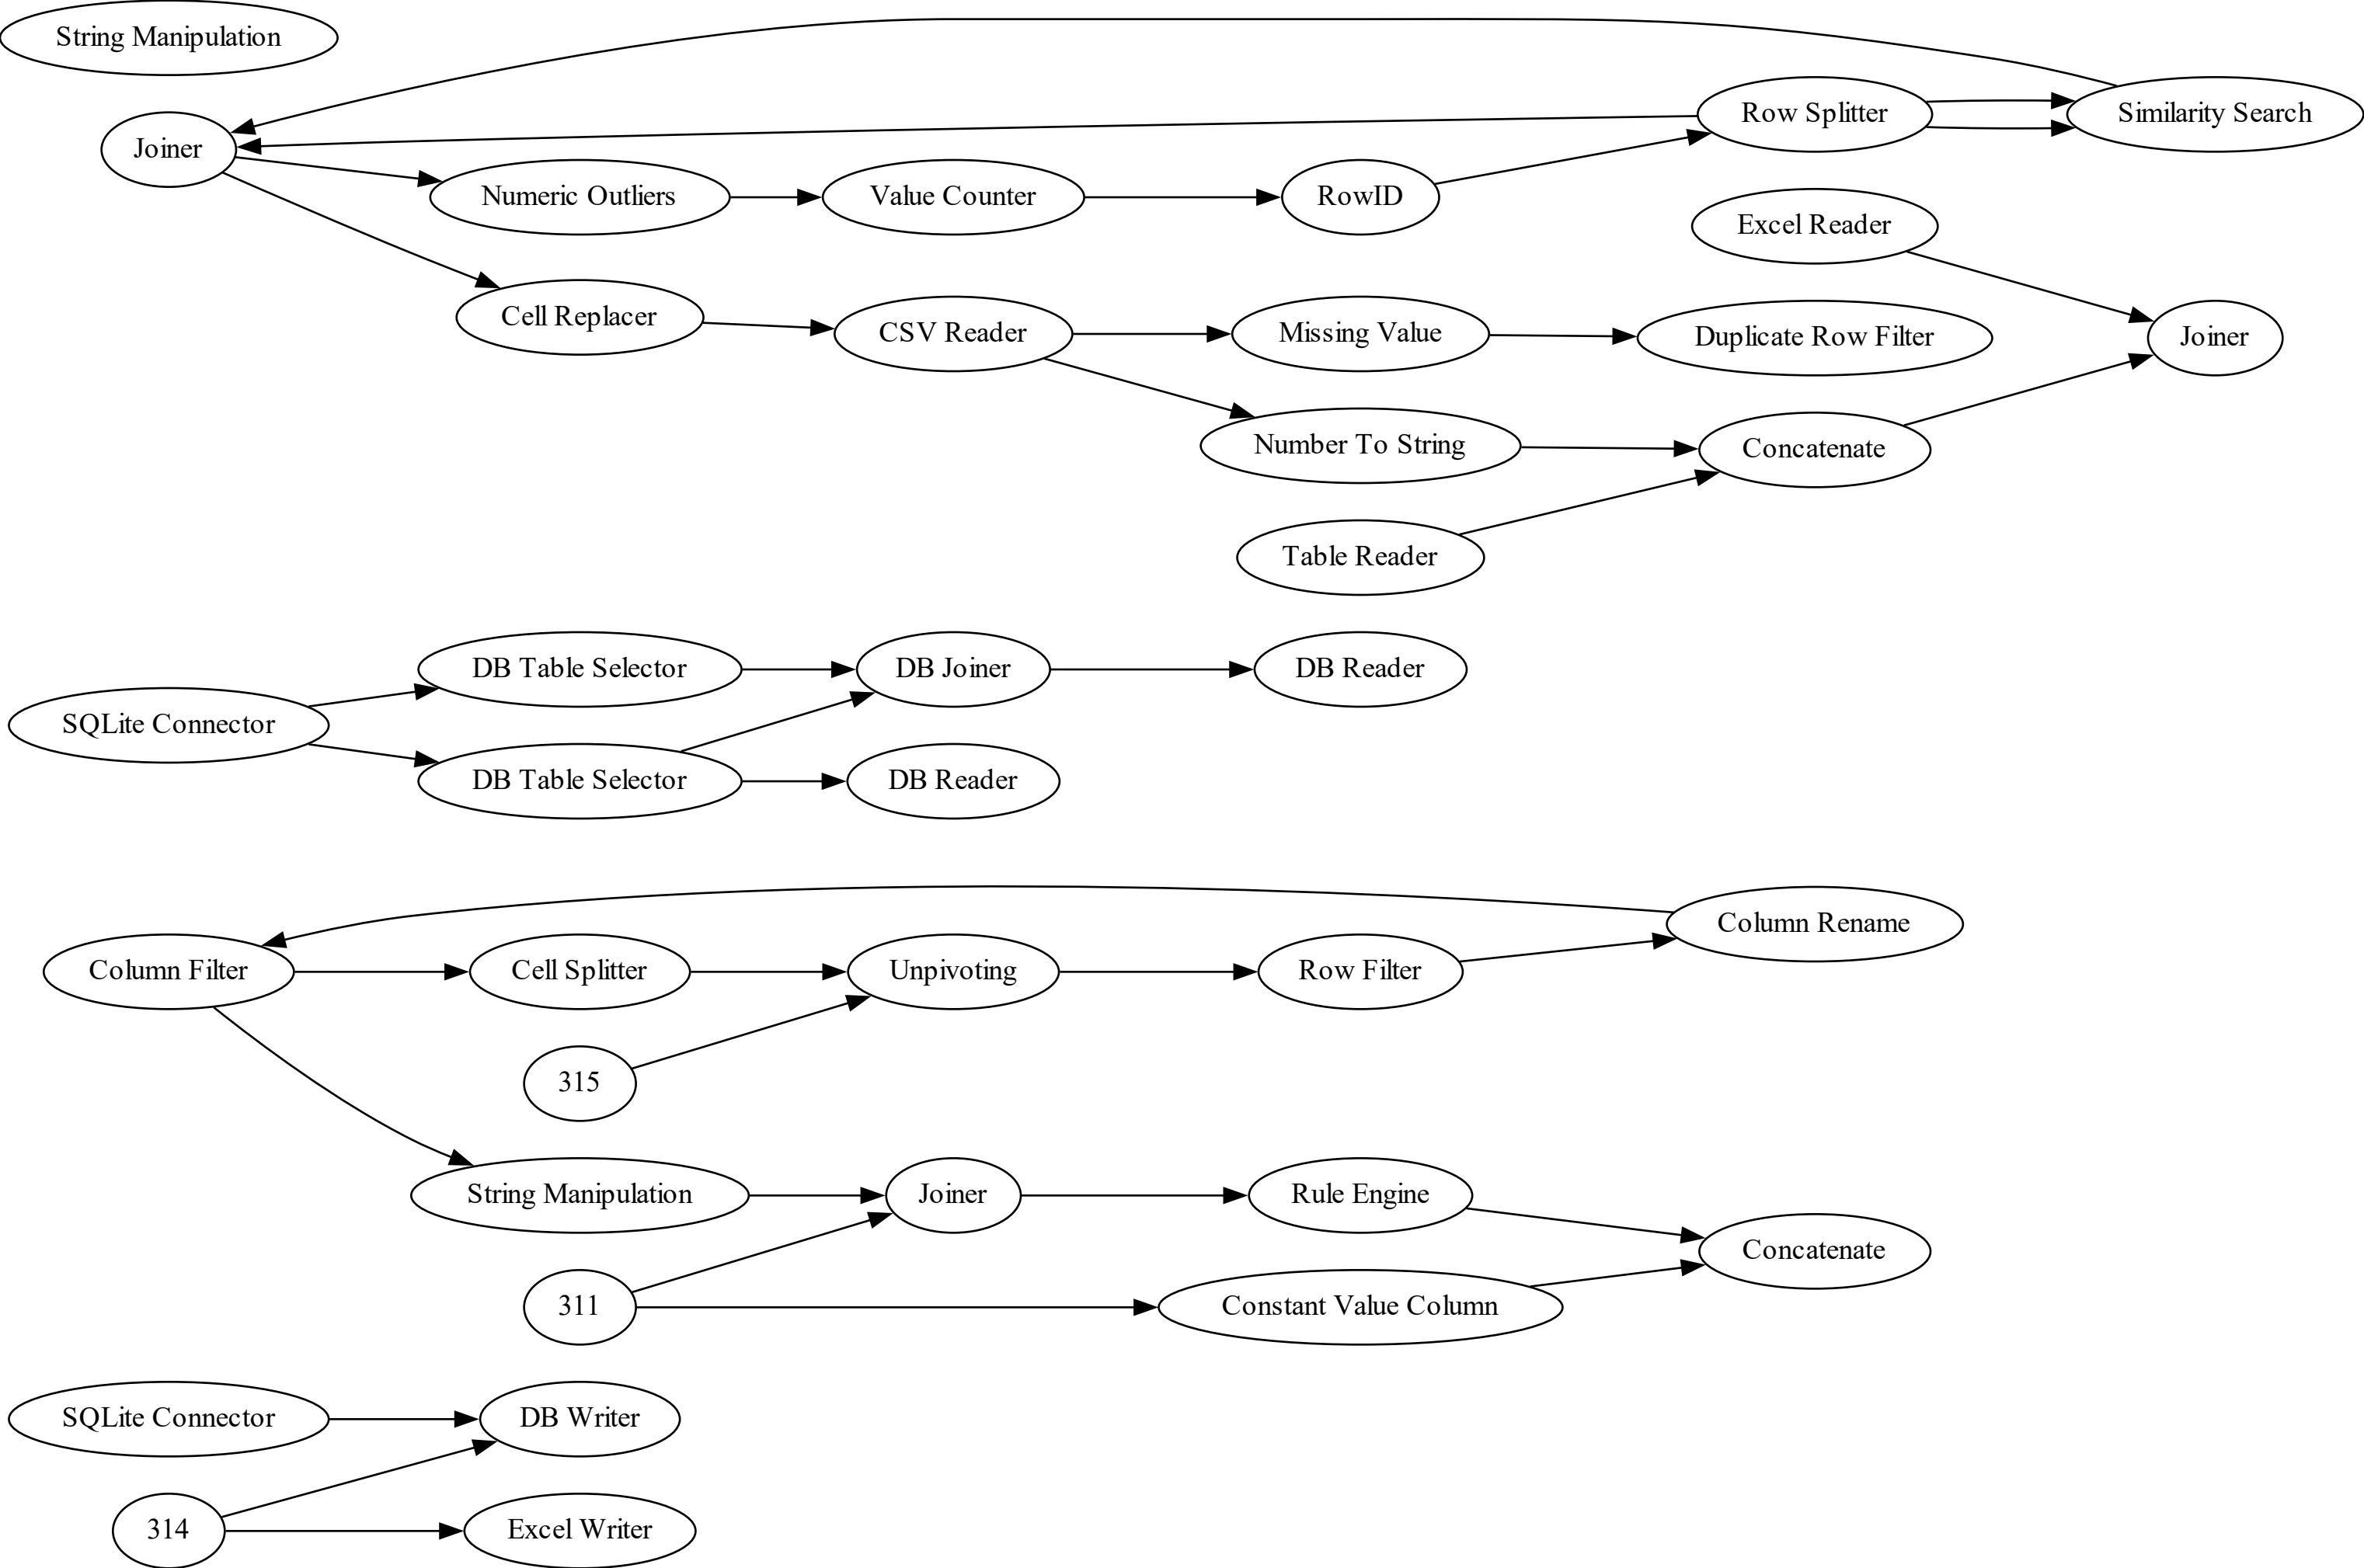 String Manipulation
Row Splitter
Similarity Search
Joiner
Numeric Outliers
Value Counter
RowID
Excel Reader
Cell Replacer
CSV Reader
Missing Value
Duplicate Row Filter
Joiner
Number To String
Concatenate
Table Reader
DB Table Selector
DB Joiner
DB Reader
SQLite Connector
DB Table Selector
DB Reader
Column Rename
Column Filter
Cell Splitter
Unpivoting
Row Filter
315
String Manipulation
Joiner
Rule Engine
Concatenate
311
Constant Value Column
SQLite Connector
DB Writer
314
Excel Writer